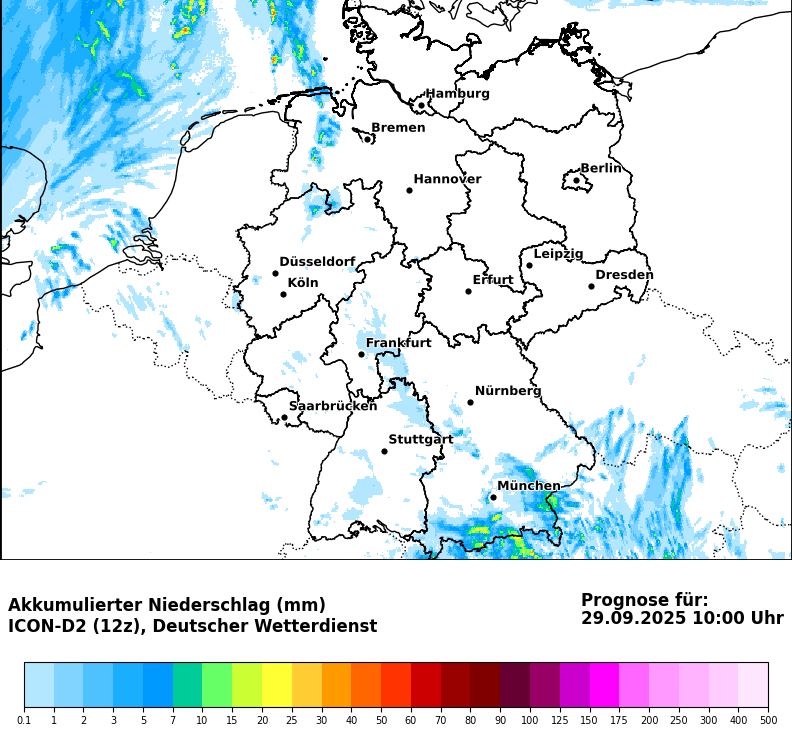 Hamburg
Bremen
Berlin
Hannover
Leipzig
Düsseldorf
Dresden
Erfurt
Köln
Frankfurt
Nürnberg
Saarbrücken
Stuttgart
München
Akkumulierter Niederschlag (mm)
ICON-D2 (12z), Deutscher Wetterdienst
Prognose für:
29.09.2025 10:00 Uhr
0.1 1 2 3 5 7 10 15 20 25 30 40 50 60 70 80 90 100 125 150 175 200 250 300 400 500